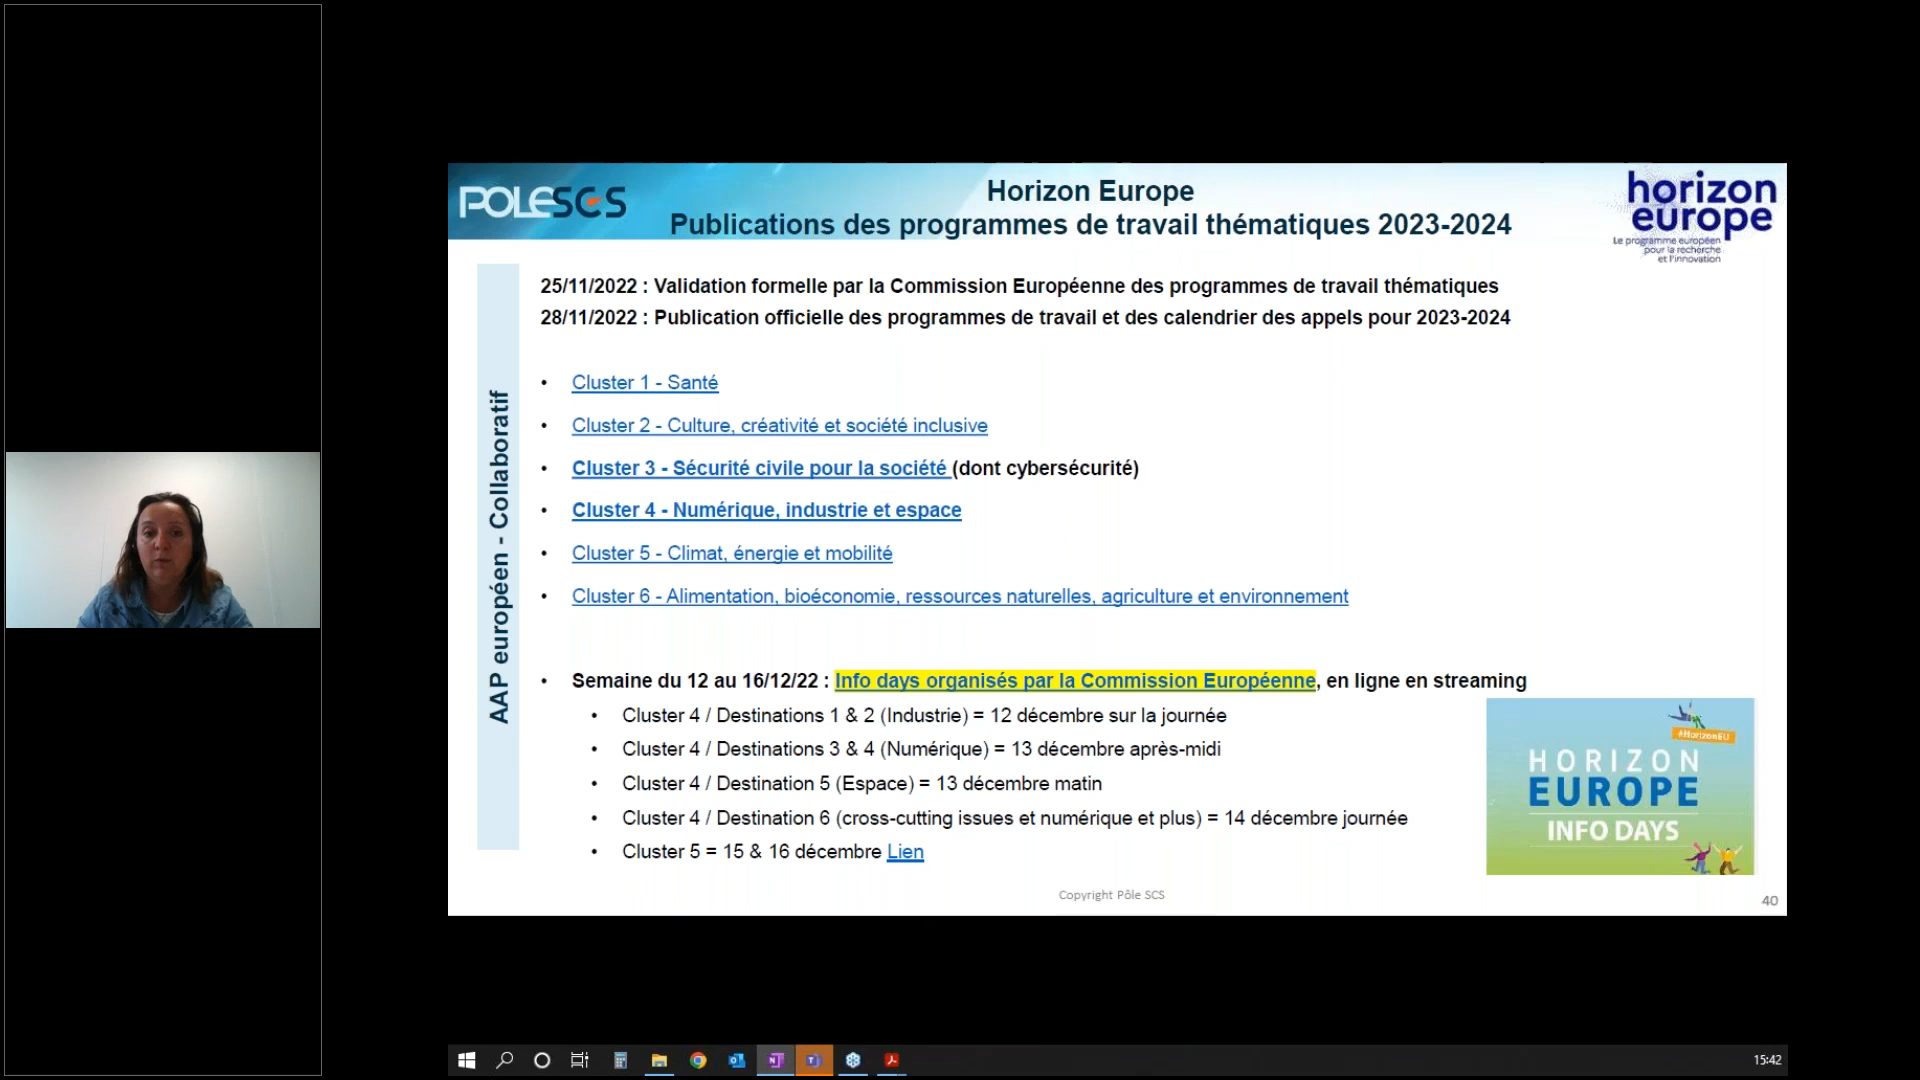 POLESCS
Horizon Europe
Publications des programmes de travail thématiques 2023-2024
horizon
europe
Le programme européen
pour la recherche
et l'innovation
AAP européen - Collaboratif
25/11/2022 : Validation formelle par la Commission Européenne des programmes de travail thématiques
28/11/2022 : Publication officielle des programmes de travail et des calendrier des appels pour 2023-2024
• Cluster 1 - Santé
• Cluster 2 - Culture, créativité et société inclusive
• Cluster 3 - Sécurité civile pour la société (dont cybersécurité)
• Cluster 4 - Numérique, industrie et espace
• Cluster 5 - Climat, énergie et mobilité
• Cluster 6 - Alimentation, bioéconomie, ressources naturelles, agriculture et environnement
• Semaine du 12 au 16/12/22 : Info days organisés par la Commission Européenne, en ligne en streaming
• Cluster 4 / Destinations 1 & 2 (Industrie) = 12 décembre sur la journée
• Cluster 4 / Destinations 3 & 4 (Numérique) = 13 décembre après-midi
• Cluster 4 / Destination 5 (Espace) = 13 décembre matin
• Cluster 4 / Destination 6 (cross-cutting issues et numérique et plus) = 14 décembre journée
• Cluster 5 = 15 & 16 décembre Lien
#HorizonEU
HORIZON
EUROPE
INFO DAYS
Copyright Pôle SCS
40
15:42